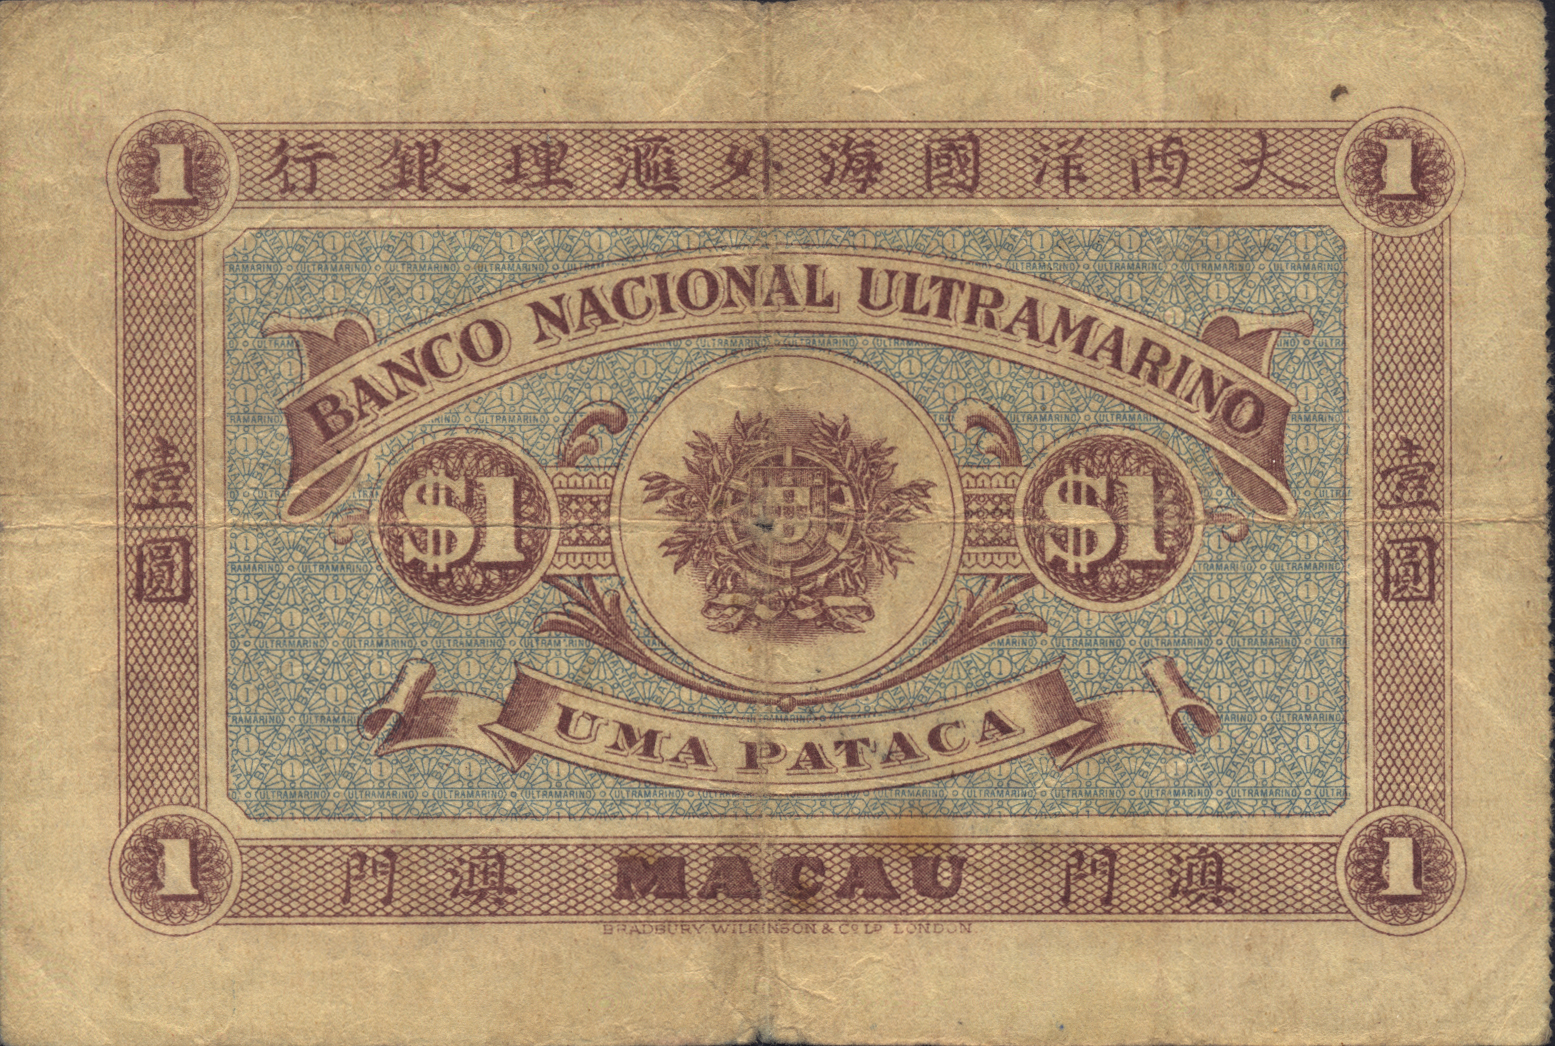 1
大西洋國海外滙理銀行
1
BANCO NACIONAL ULTRAMARINO
壹圓
$1
$1
壹圓
UMA PATACA
1
澳門
MACAU
澳門
1
BRADBURY, WILKINSON & Cº Lᴰ LONDON